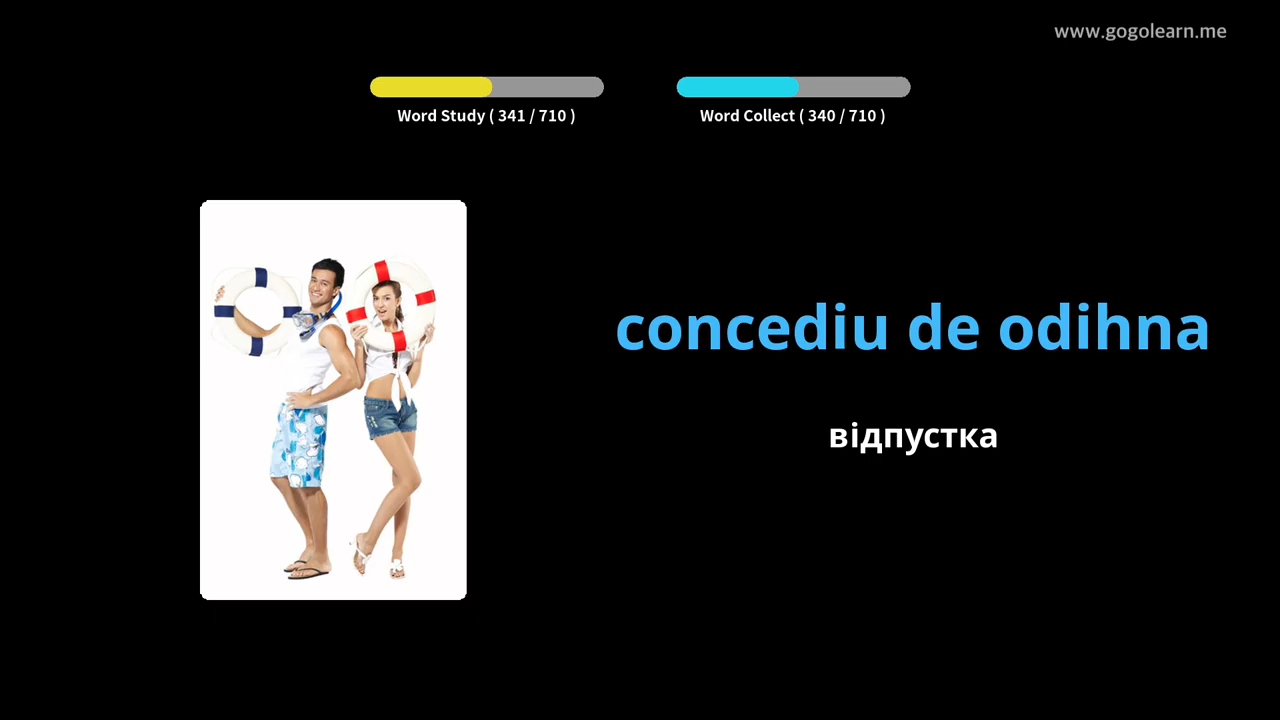 www.gogolearn.me
Word Study ( 341 / 710 )
Word Collect ( 340 / 710 )
concediu de odihna
відпустка